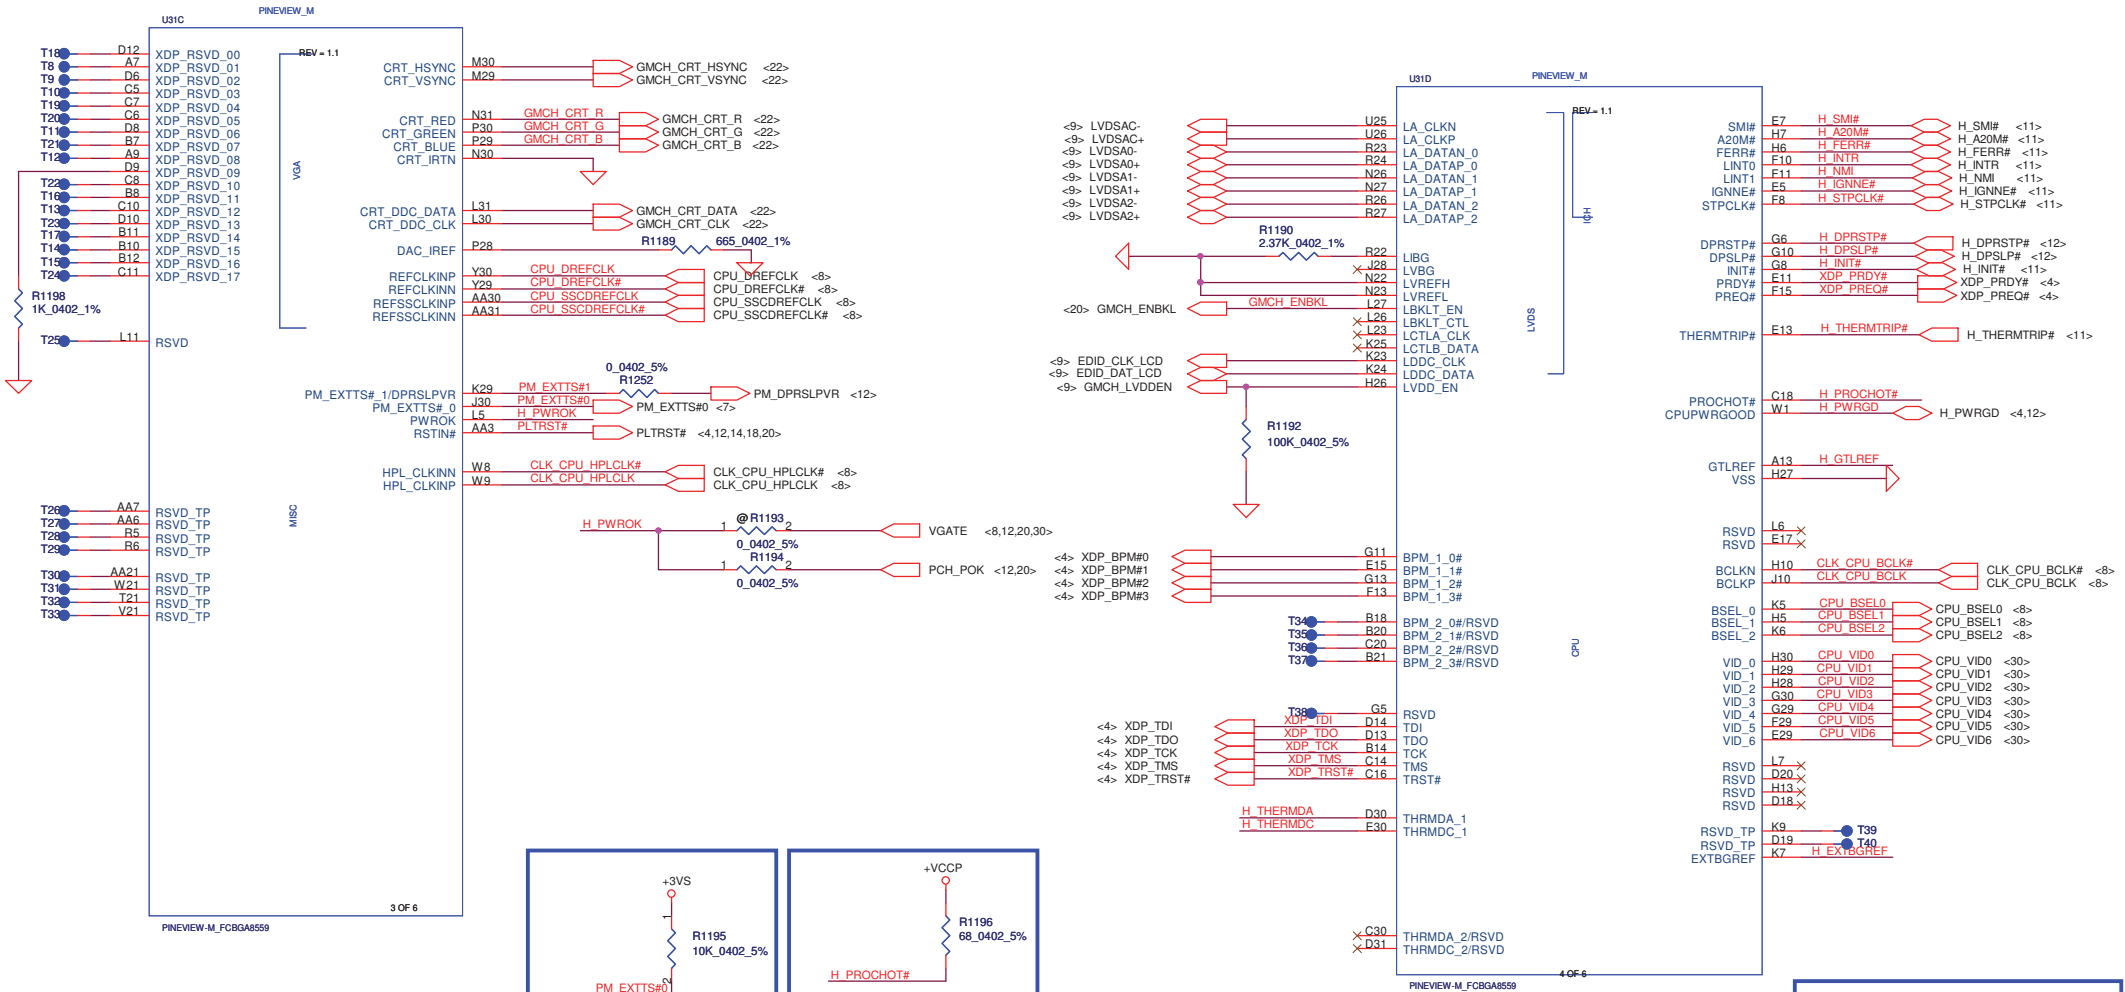 PINEVIEW_M
U31C
REV = 1.1
T18 D12 XDP_RSVD_00
T8 A7 XDP_RSVD_01
T9 D6 XDP_RSVD_02
T10 C5 XDP_RSVD_03
T19 C7 XDP_RSVD_04
T20 C6 XDP_RSVD_05
T11 D8 XDP_RSVD_06
T21 B7 XDP_RSVD_07
T12 A9 XDP_RSVD_08
D9 XDP_RSVD_09
T22 C8 XDP_RSVD_10
T16 B8 XDP_RSVD_11
T13 C10 XDP_RSVD_12
T23 D10 XDP_RSVD_13
T17 B11 XDP_RSVD_14
T14 B10 XDP_RSVD_15
T15 B12 XDP_RSVD_16
T24 C11 XDP_RSVD_17
R1198
1K_0402_1%
T25 L11 RSVD
T26 AA7 RSVD_TP
T27 AA6 RSVD_TP
T28 R5 RSVD_TP
T29 R6 RSVD_TP
T30 AA21 RSVD_TP
T31 W21 RSVD_TP
T32 T21 RSVD_TP
T33 V21 RSVD_TP
VGA
MISC
CRT_HSYNC M30 GMCH_CRT_HSYNC <22>
CRT_VSYNC M29 GMCH_CRT_VSYNC <22>
CRT_RED N31 GMCH_CRT_R GMCH_CRT_R <22>
CRT_GREEN P30 GMCH_CRT_G GMCH_CRT_G <22>
CRT_BLUE P29 GMCH_CRT_B GMCH_CRT_B <22>
CRT_IRTN N30
CRT_DDC_DATA L31 GMCH_CRT_DATA <22>
CRT_DDC_CLK L30 GMCH_CRT_CLK <22>
DAC_IREF P28 R1189 665_0402_1%
REFCLKINP Y30 CPU_DREFCLK CPU_DREFCLK <8>
REFCLKINN Y29 CPU_DREFCLK# CPU_DREFCLK# <8>
REFSSCLKINP AA30 CPU_SSCDREFCLK CPU_SSCDREFCLK <8>
REFSSCLKINN AA31 CPU_SSCDREFCLK# CPU_SSCDREFCLK# <8>
0_0402_5%
R1252
PM_EXTTS#_1/DPRSLPVR K29 PM_EXTTS#1 PM_DPRSLPVR <12>
PM_EXTTS#_0 J30 PM_EXTTS#0 PM_EXTTS#0 <7>
PWROK L5 H_PWROK
RSTIN# AA3 PLTRST# PLTRST# <4,12,14,18,20>
HPL_CLKINN W8 CLK_CPU_HPLCLK# CLK_CPU_HPLCLK# <8>
HPL_CLKINP W9 CLK_CPU_HPLCLK CLK_CPU_HPLCLK <8>
H_PWROK 1 @ R1193 2 VGATE <8,12,20,30>
0_0402_5%
1 R1194 2 PCH_POK <12,20>
0_0402_5%
3 OF 6
PINEVIEW-M_FCBGA8559
+3VS
1
R1195
10K_0402_5%
2
PM_EXTTS#0
+VCCP
R1196
68_0402_5%
H_PROCHOT#
PINEVIEW_M
U31D
REV = 1.1
<9> LVDSAC- U25 LA_CLKN
<9> LVDSAC+ U26 LA_CLKP
<9> LVDSA0- R23 LA_DATAN_0
<9> LVDSA0+ R24 LA_DATAP_0
<9> LVDSA1- N26 LA_DATAN_1
<9> LVDSA1+ N27 LA_DATAP_1
<9> LVDSA2- R26 LA_DATAN_2
<9> LVDSA2+ R27 LA_DATAP_2
R1190
2.37K_0402_1%
R22 LIBG
J28 LVBG
N22 LVREFH
N23 LVREFL
<20> GMCH_ENBKL GMCH_ENBKL L27 LBKLT_EN
L26 LBKLT_CTL
L23 LCTLA_CLK
K25 LCTLB_DATA
<9> EDID_CLK_LCD K23 LDDC_CLK
<9> EDID_DAT_LCD K24 LDDC_DATA
<9> GMCH_LVDDEN H26 LVDD_EN
R1192
100K_0402_5%
<4> XDP_BPM#0 G11 BPM_1_0#
<4> XDP_BPM#1 E15 BPM_1_1#
<4> XDP_BPM#2 G13 BPM_1_2#
<4> XDP_BPM#3 F13 BPM_1_3#
T34 B18 BPM_2_0#/RSVD
T35 B20 BPM_2_1#/RSVD
T36 C20 BPM_2_2#/RSVD
T37 B21 BPM_2_3#/RSVD
T38 G5 RSVD
<4> XDP_TDI XDP_TDI D14 TDI
<4> XDP_TDO XDP_TDO D13 TDO
<4> XDP_TCK XDP_TCK B14 TCK
<4> XDP_TMS XDP_TMS C14 TMS
<4> XDP_TRST# XDP_TRST# C16 TRST#
H_THERMDA D30 THRMDA_1
H_THERMDC E30 THRMDC_1
C30 THRMDA_2/RSVD
D31 THRMDC_2/RSVD
LVDS
ICH
CPU
SMI# E7 H_SMI# H_SMI# <11>
A20M# H7 H_A20M# H_A20M# <11>
FERR# H6 H_FERR# H_FERR# <11>
LINT0 F10 H_INTR H_INTR <11>
LINT1 F11 H_NMI H_NMI <11>
IGNNE# E5 H_IGNNE# H_IGNNE# <11>
STPCLK# F8 H_STPCLK# H_STPCLK# <11>
DPRSTP# G6 H_DPRSTP# H_DPRSTP# <12>
DPSLP# G10 H_DPSLP# H_DPSLP# <12>
INIT# G8 H_INIT# H_INIT# <11>
PRDY# E11 XDP_PRDY# XDP_PRDY# <4>
PREQ# F15 XDP_PREQ# XDP_PREQ# <4>
THERMTRIP# E13 H_THERMTRIP# H_THERMTRIP# <11>
PROCHOT# C18 H_PROCHOT#
CPUPWRGOOD W1 H_PWRGD H_PWRGD <4,12>
GTLREF A13 H_GTLREF
VSS H27
RSVD L6
RSVD E17
BCLKN H10 CLK_CPU_BCLK# CLK_CPU_BCLK# <8>
BCLKP J10 CLK_CPU_BCLK CLK_CPU_BCLK <8>
BSEL_0 K5 CPU_BSEL0 CPU_BSEL0 <8>
BSEL_1 H5 CPU_BSEL1 CPU_BSEL1 <8>
BSEL_2 K6 CPU_BSEL2 CPU_BSEL2 <8>
VID_0 H30 CPU_VID0 CPU_VID0 <30>
VID_1 H29 CPU_VID1 CPU_VID1 <30>
VID_2 H28 CPU_VID2 CPU_VID2 <30>
VID_3 G30 CPU_VID3 CPU_VID3 <30>
VID_4 G29 CPU_VID4 CPU_VID4 <30>
VID_5 F29 CPU_VID5 CPU_VID5 <30>
VID_6 E29 CPU_VID6 CPU_VID6 <30>
RSVD L7
RSVD D20
RSVD H13
RSVD D18
RSVD_TP K9 T39
RSVD_TP D19 T40
EXTBGREF K7 H_EXTBGREF
4 OF 6
PINEVIEW-M_FCBGA8559